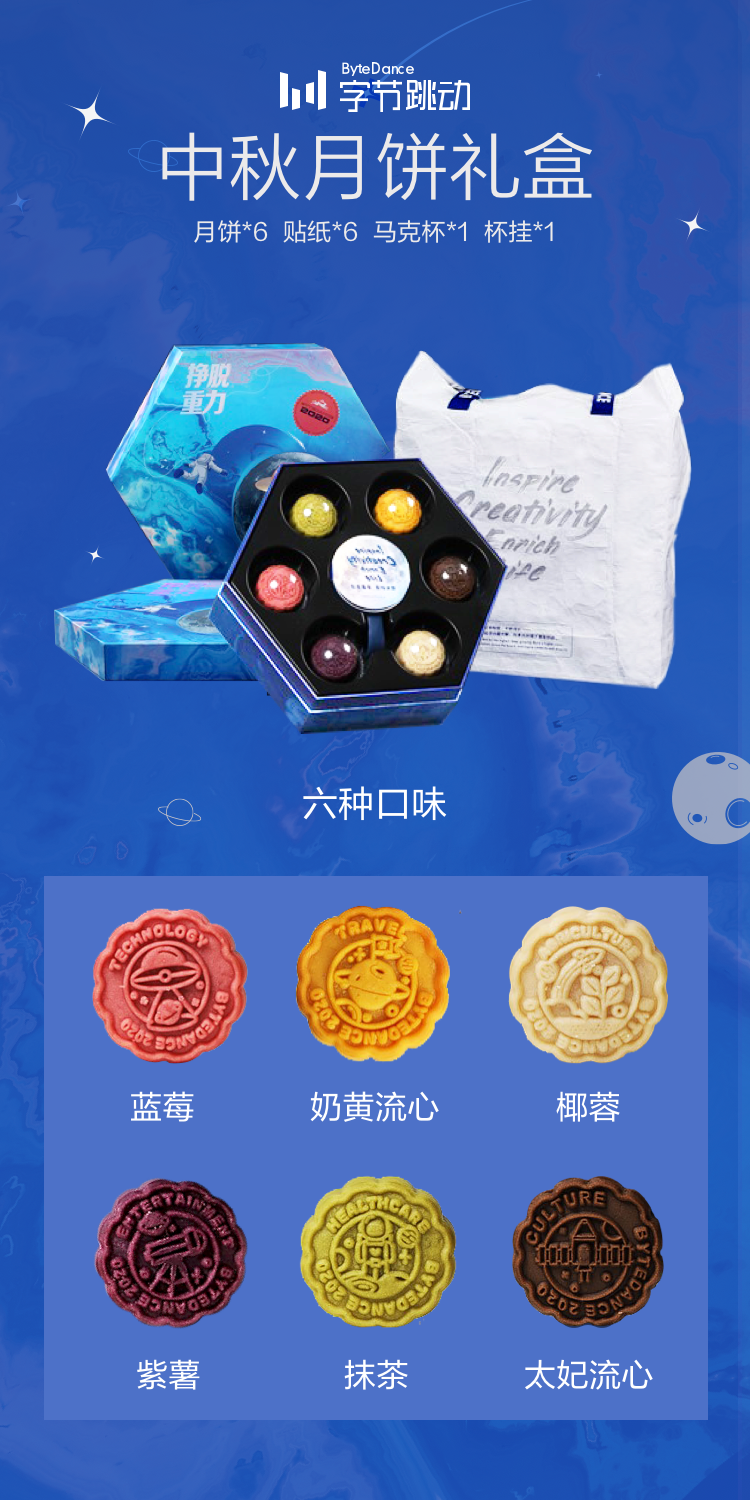 ByteDance
字节跳动
中秋月饼礼盒
月饼*6 贴纸*6 马克杯*1 杯挂*1
挣脱
重力
2020
Inspire
Creativity
Enrich
Life
六种口味
TECHNOLOGY
BYTEDANCE 2020
TRAVEL
BYTEDANCE 2020
AGRICULTURE
BYTEDANCE 2020
蓝莓 奶黄流心 椰蓉
ENTERTAINMENT
BYTEDANCE 2020
HEALTHCARE
BYTEDANCE 2020
CULTURE
BYTEDANCE 2020
紫薯 抹茶 太妃流心